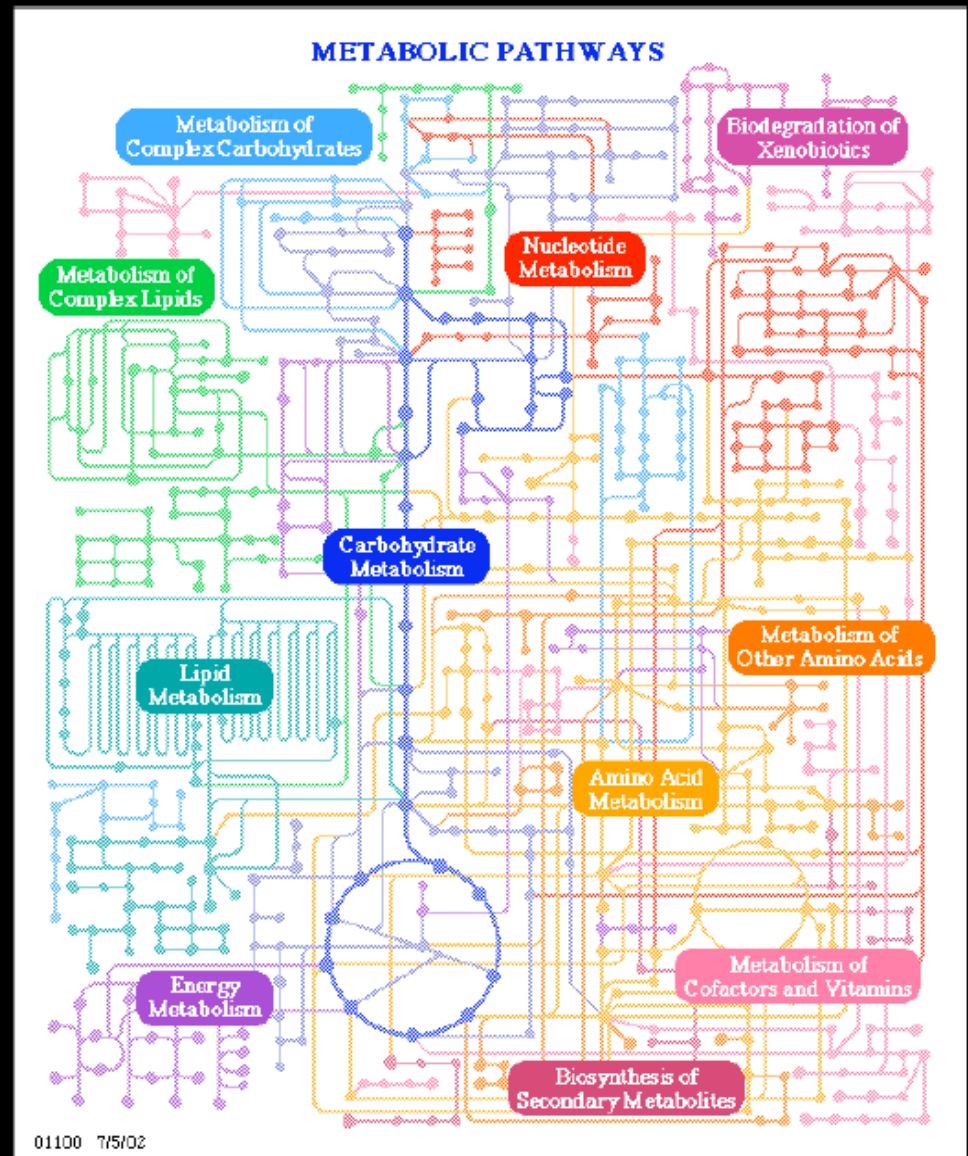 METABOLIC PATHWAYS
Metabolism of
Complex Carbohydrates
Biodegradation of
Xenobiotics
Nucleotide
Metabolism
Metabolism of
Complex Lipids
Carbohydrate
Metabolism
Metabolism of
Other Amino Acids
Lipid
Metabolism
Amino Acid
Metabolism
Metabolism of
Cofactors and Vitamins
Energy
Metabolism
Biosynthesis of
Secondary Metabolites
01100 7/5/02